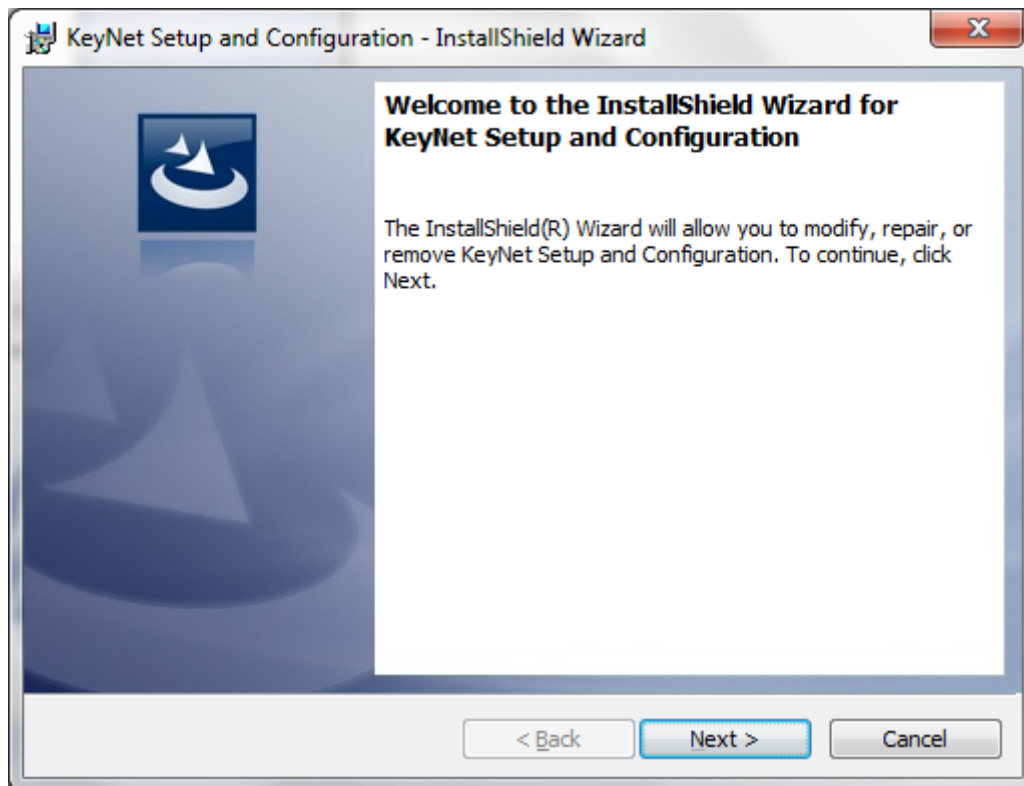 KeyNet Setup and Configuration - InstallShield Wizard
Welcome to the InstallShield Wizard for
KeyNet Setup and Configuration
The InstallShield(R) Wizard will allow you to modify, repair, or
remove KeyNet Setup and Configuration. To continue, click
Next.
< Back
Next >
Cancel